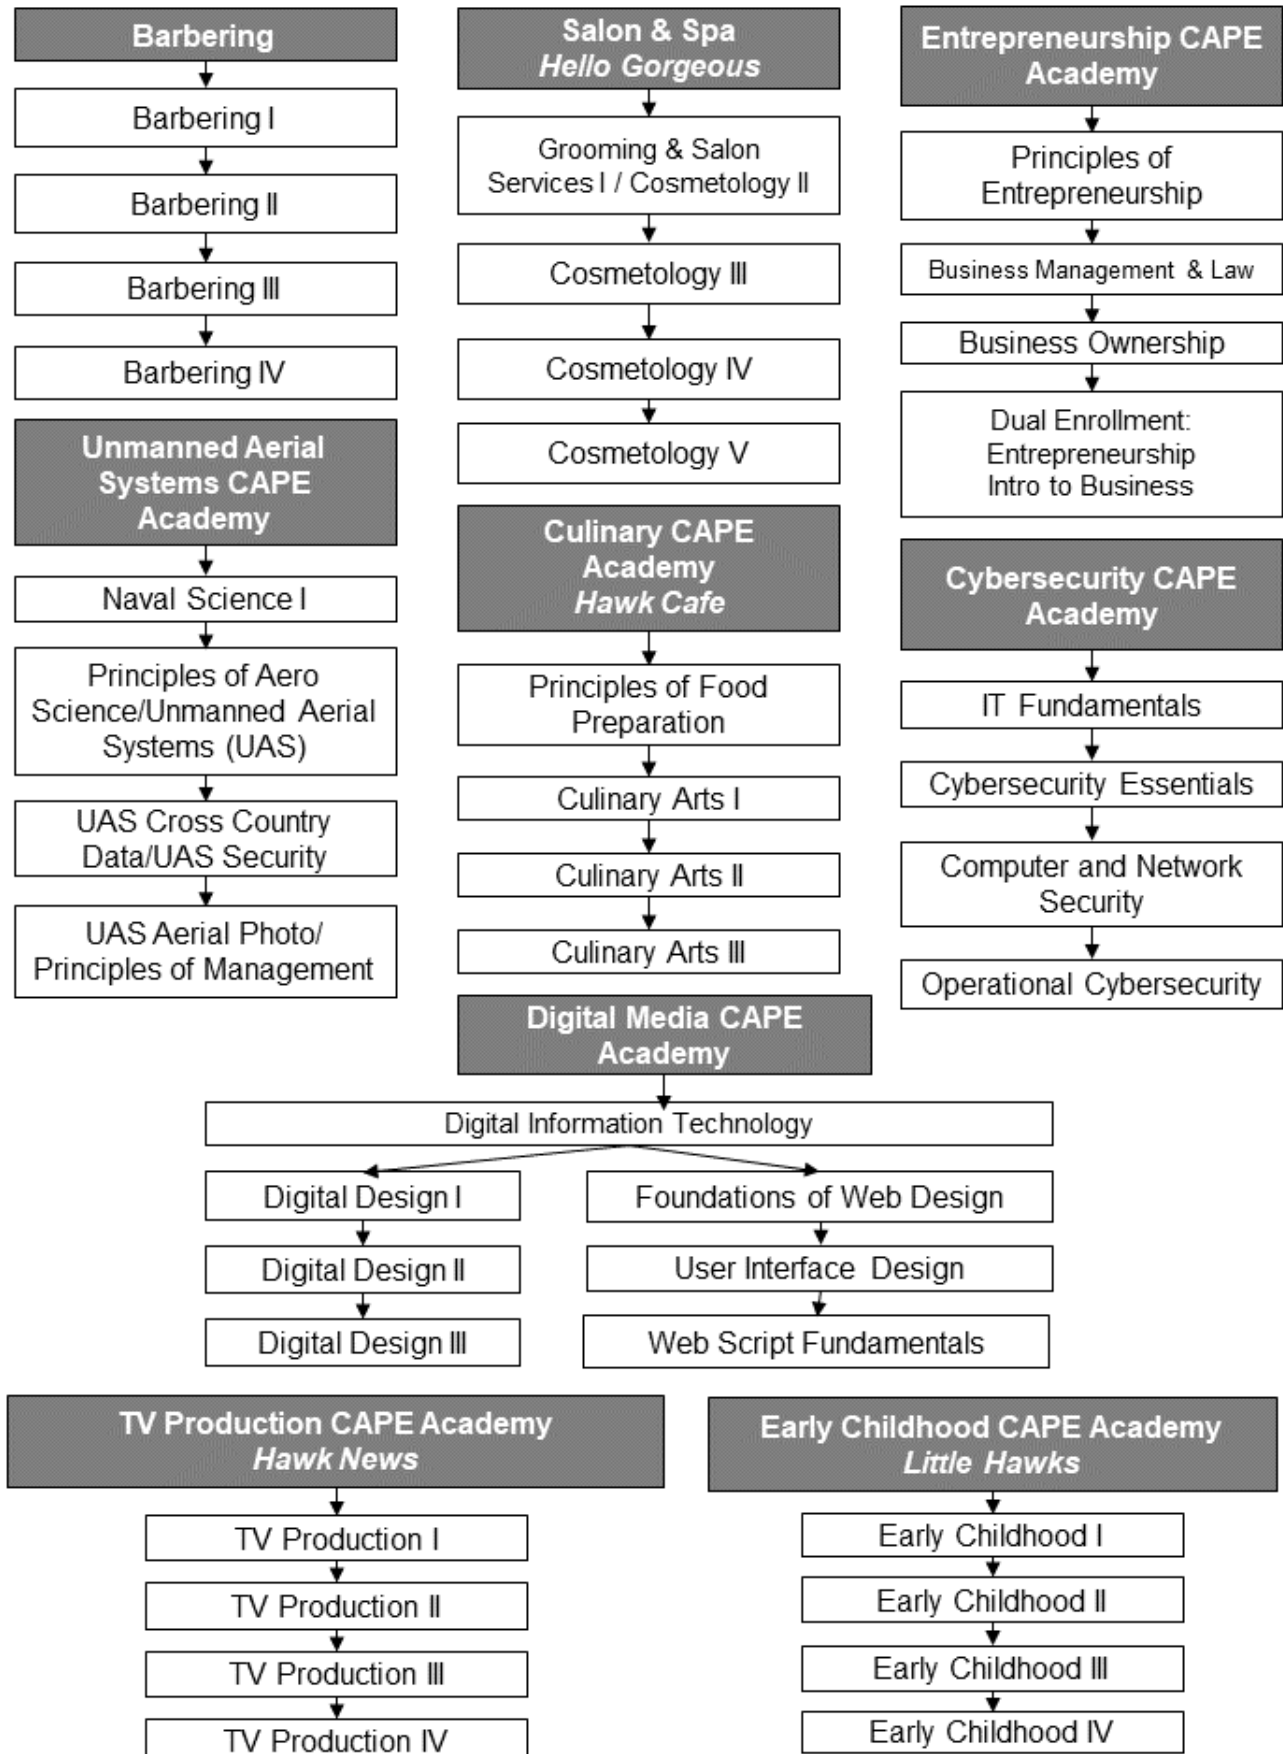 Barbering
Barbering I
Barbering II
Barbering III
Barbering IV
Unmanned Aerial
Systems CAPE
Academy
Naval Science I
Principles of Aero
Science/Unmanned Aerial
Systems (UAS)
UAS Cross Country
Data/UAS Security
UAS Aerial Photo/
Principles of Management
Salon & Spa
Hello Gorgeous
Grooming & Salon
Services I / Cosmetology II
Cosmetology III
Cosmetology IV
Cosmetology V
Culinary CAPE
Academy
Hawk Cafe
Principles of Food
Preparation
Culinary Arts I
Culinary Arts II
Culinary Arts III
Entrepreneurship CAPE
Academy
Principles of
Entrepreneurship
Business Management & Law
Business Ownership
Dual Enrollment:
Entrepreneurship
Intro to Business
Cybersecurity CAPE
Academy
IT Fundamentals
Cybersecurity Essentials
Computer and Network
Security
Operational Cybersecurity
Digital Media CAPE
Academy
Digital Information Technology
Digital Design I
Digital Design II
Digital Design III
Foundations of Web Design
User Interface Design
Web Script Fundamentals
TV Production CAPE Academy
Hawk News
TV Production I
TV Production II
TV Production III
TV Production IV
Early Childhood CAPE Academy
Little Hawks
Early Childhood I
Early Childhood II
Early Childhood III
Early Childhood IV